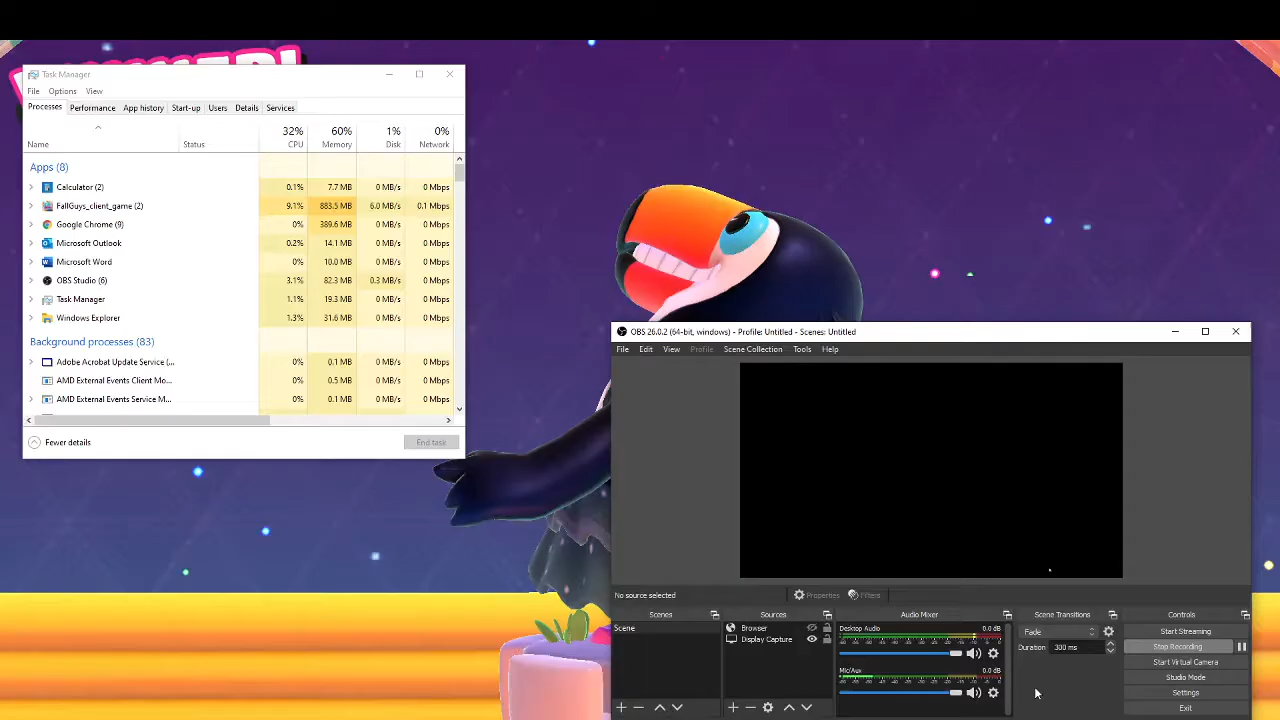 Task Manager
File Options View
Processes Performance App history Start-up Users Details Services
32% 60% 1% 0%
Name Status CPU Memory Disk Network
Apps (8)
Calculator (2) 0.1% 7.7 MB 0 MB/s 0 Mbps
FallGuys_client_game (2) 9.1% 883.5 MB 6.0 MB/s 0.1 Mbps
Google Chrome (9) 0% 389.6 MB 0 MB/s 0 Mbps
Microsoft Outlook 0.2% 14.1 MB 0 MB/s 0 Mbps
Microsoft Word 0% 10.0 MB 0 MB/s 0 Mbps
OBS Studio (6) 3.1% 82.3 MB 0.3 MB/s 0 Mbps
Task Manager 1.1% 19.3 MB 0 MB/s 0 Mbps
Windows Explorer 1.3% 31.6 MB 0 MB/s 0 Mbps
Background processes (83)
Adobe Acrobat Update Service (... 0% 0.1 MB 0 MB/s 0 Mbps
AMD External Events Client Mo... 0% 0.5 MB 0 MB/s 0 Mbps
AMD External Events Service M... 0% 0.1 MB 0 MB/s 0 Mbps
Fewer details End task
OBS 26.0.2 (64-bit, windows) - Profile: Untitled - Scenes: Untitled
File Edit View Profile Scene Collection Tools Help
No source selected Properties Filters
Scenes Sources Audio Mixer Scene Transitions Controls
Scene
Browser
Display Capture
Desktop Audio 0.0 dB
Mic/Aux 0.0 dB
Fade
Duration 300 ms
Start Streaming
Stop Recording
Start Virtual Camera
Studio Mode
Settings
Exit